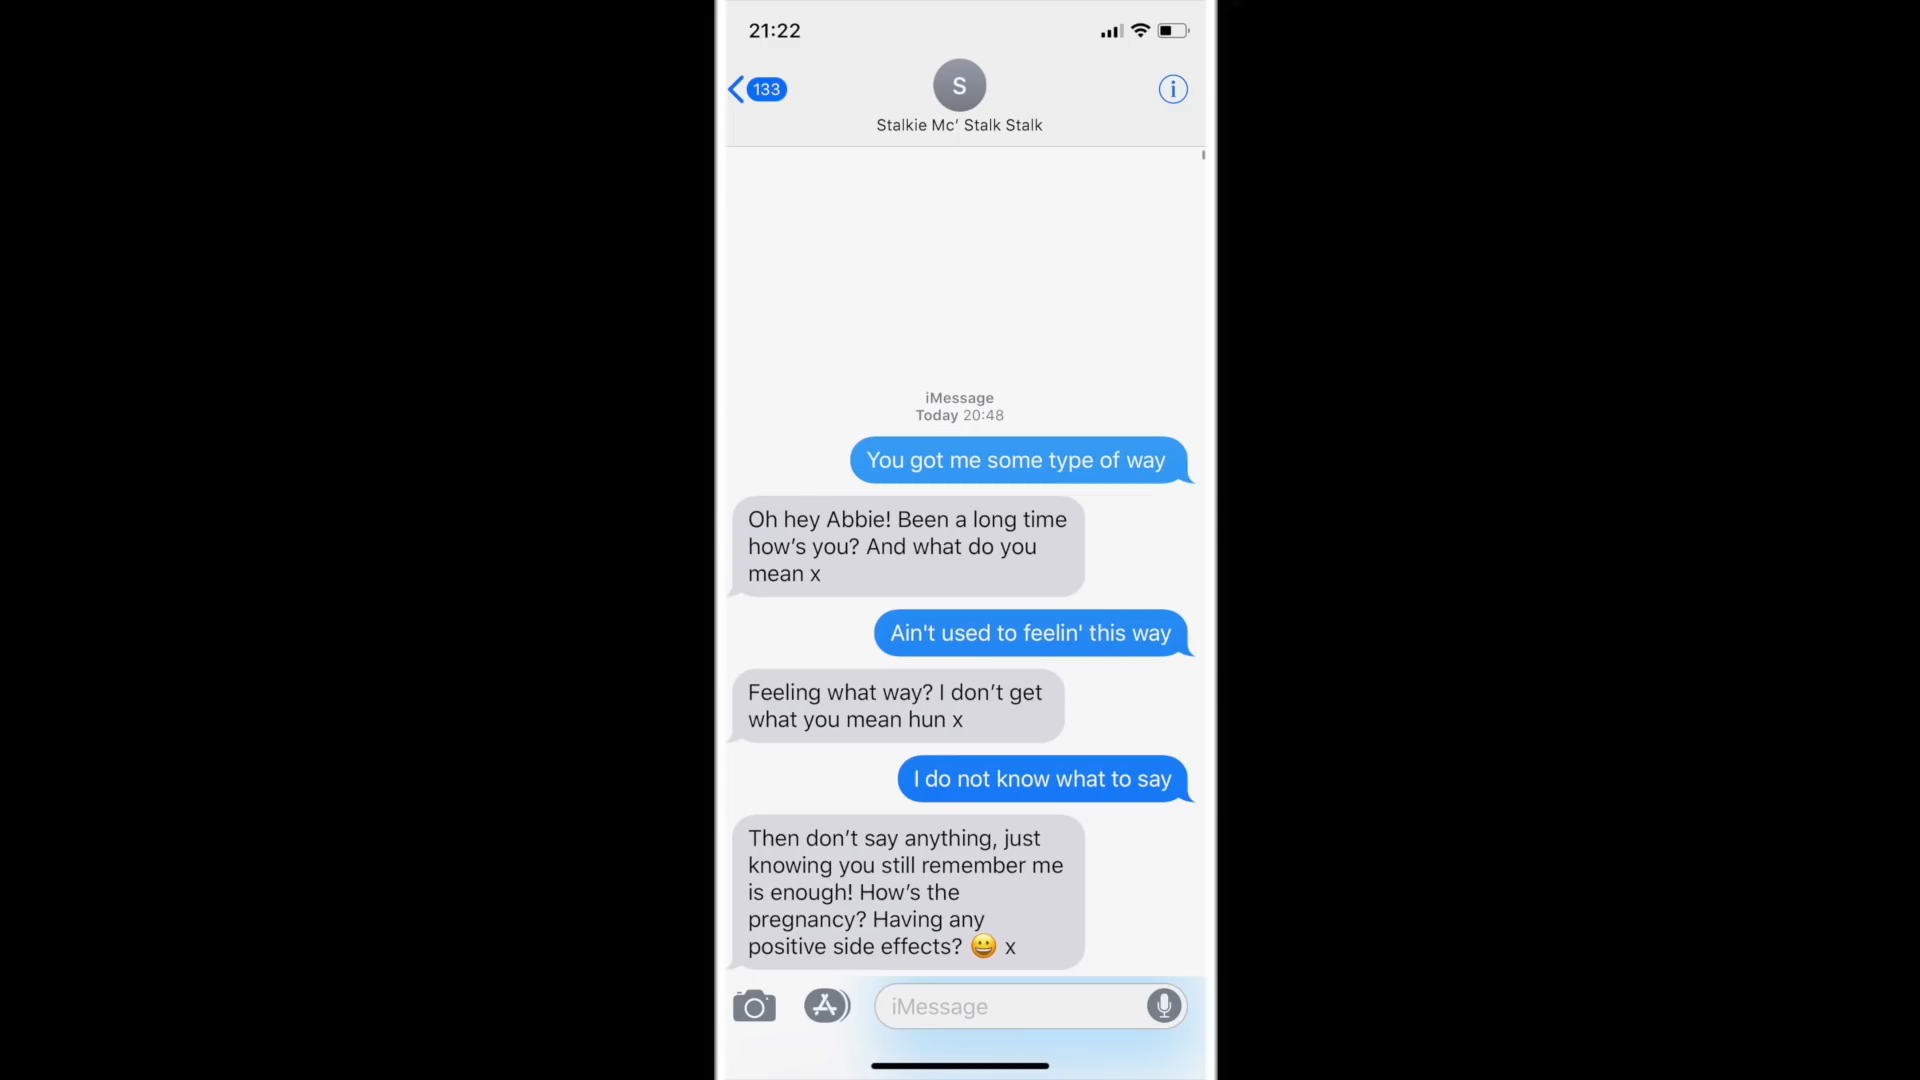 21:22
133
S
Stalkie Mc’ Stalk Stalk
iMessage
Today 20:48
You got me some type of way
Oh hey Abbie! Been a long time
how’s you? And what do you
mean x
Ain't used to feelin' this way
Feeling what way? I don’t get
what you mean hun x
I do not know what to say
Then don’t say anything, just
knowing you still remember me
is enough! How’s the
pregnancy? Having any
positive side effects? 😀 x
iMessage